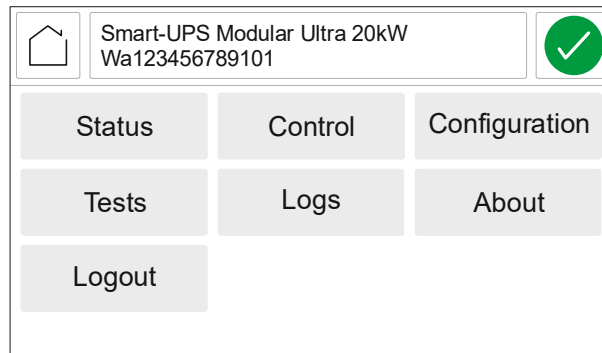 Smart-UPS Modular Ultra 20kW
Wa123456789101
Status
Control
Configuration
Tests
Logs
About
Logout